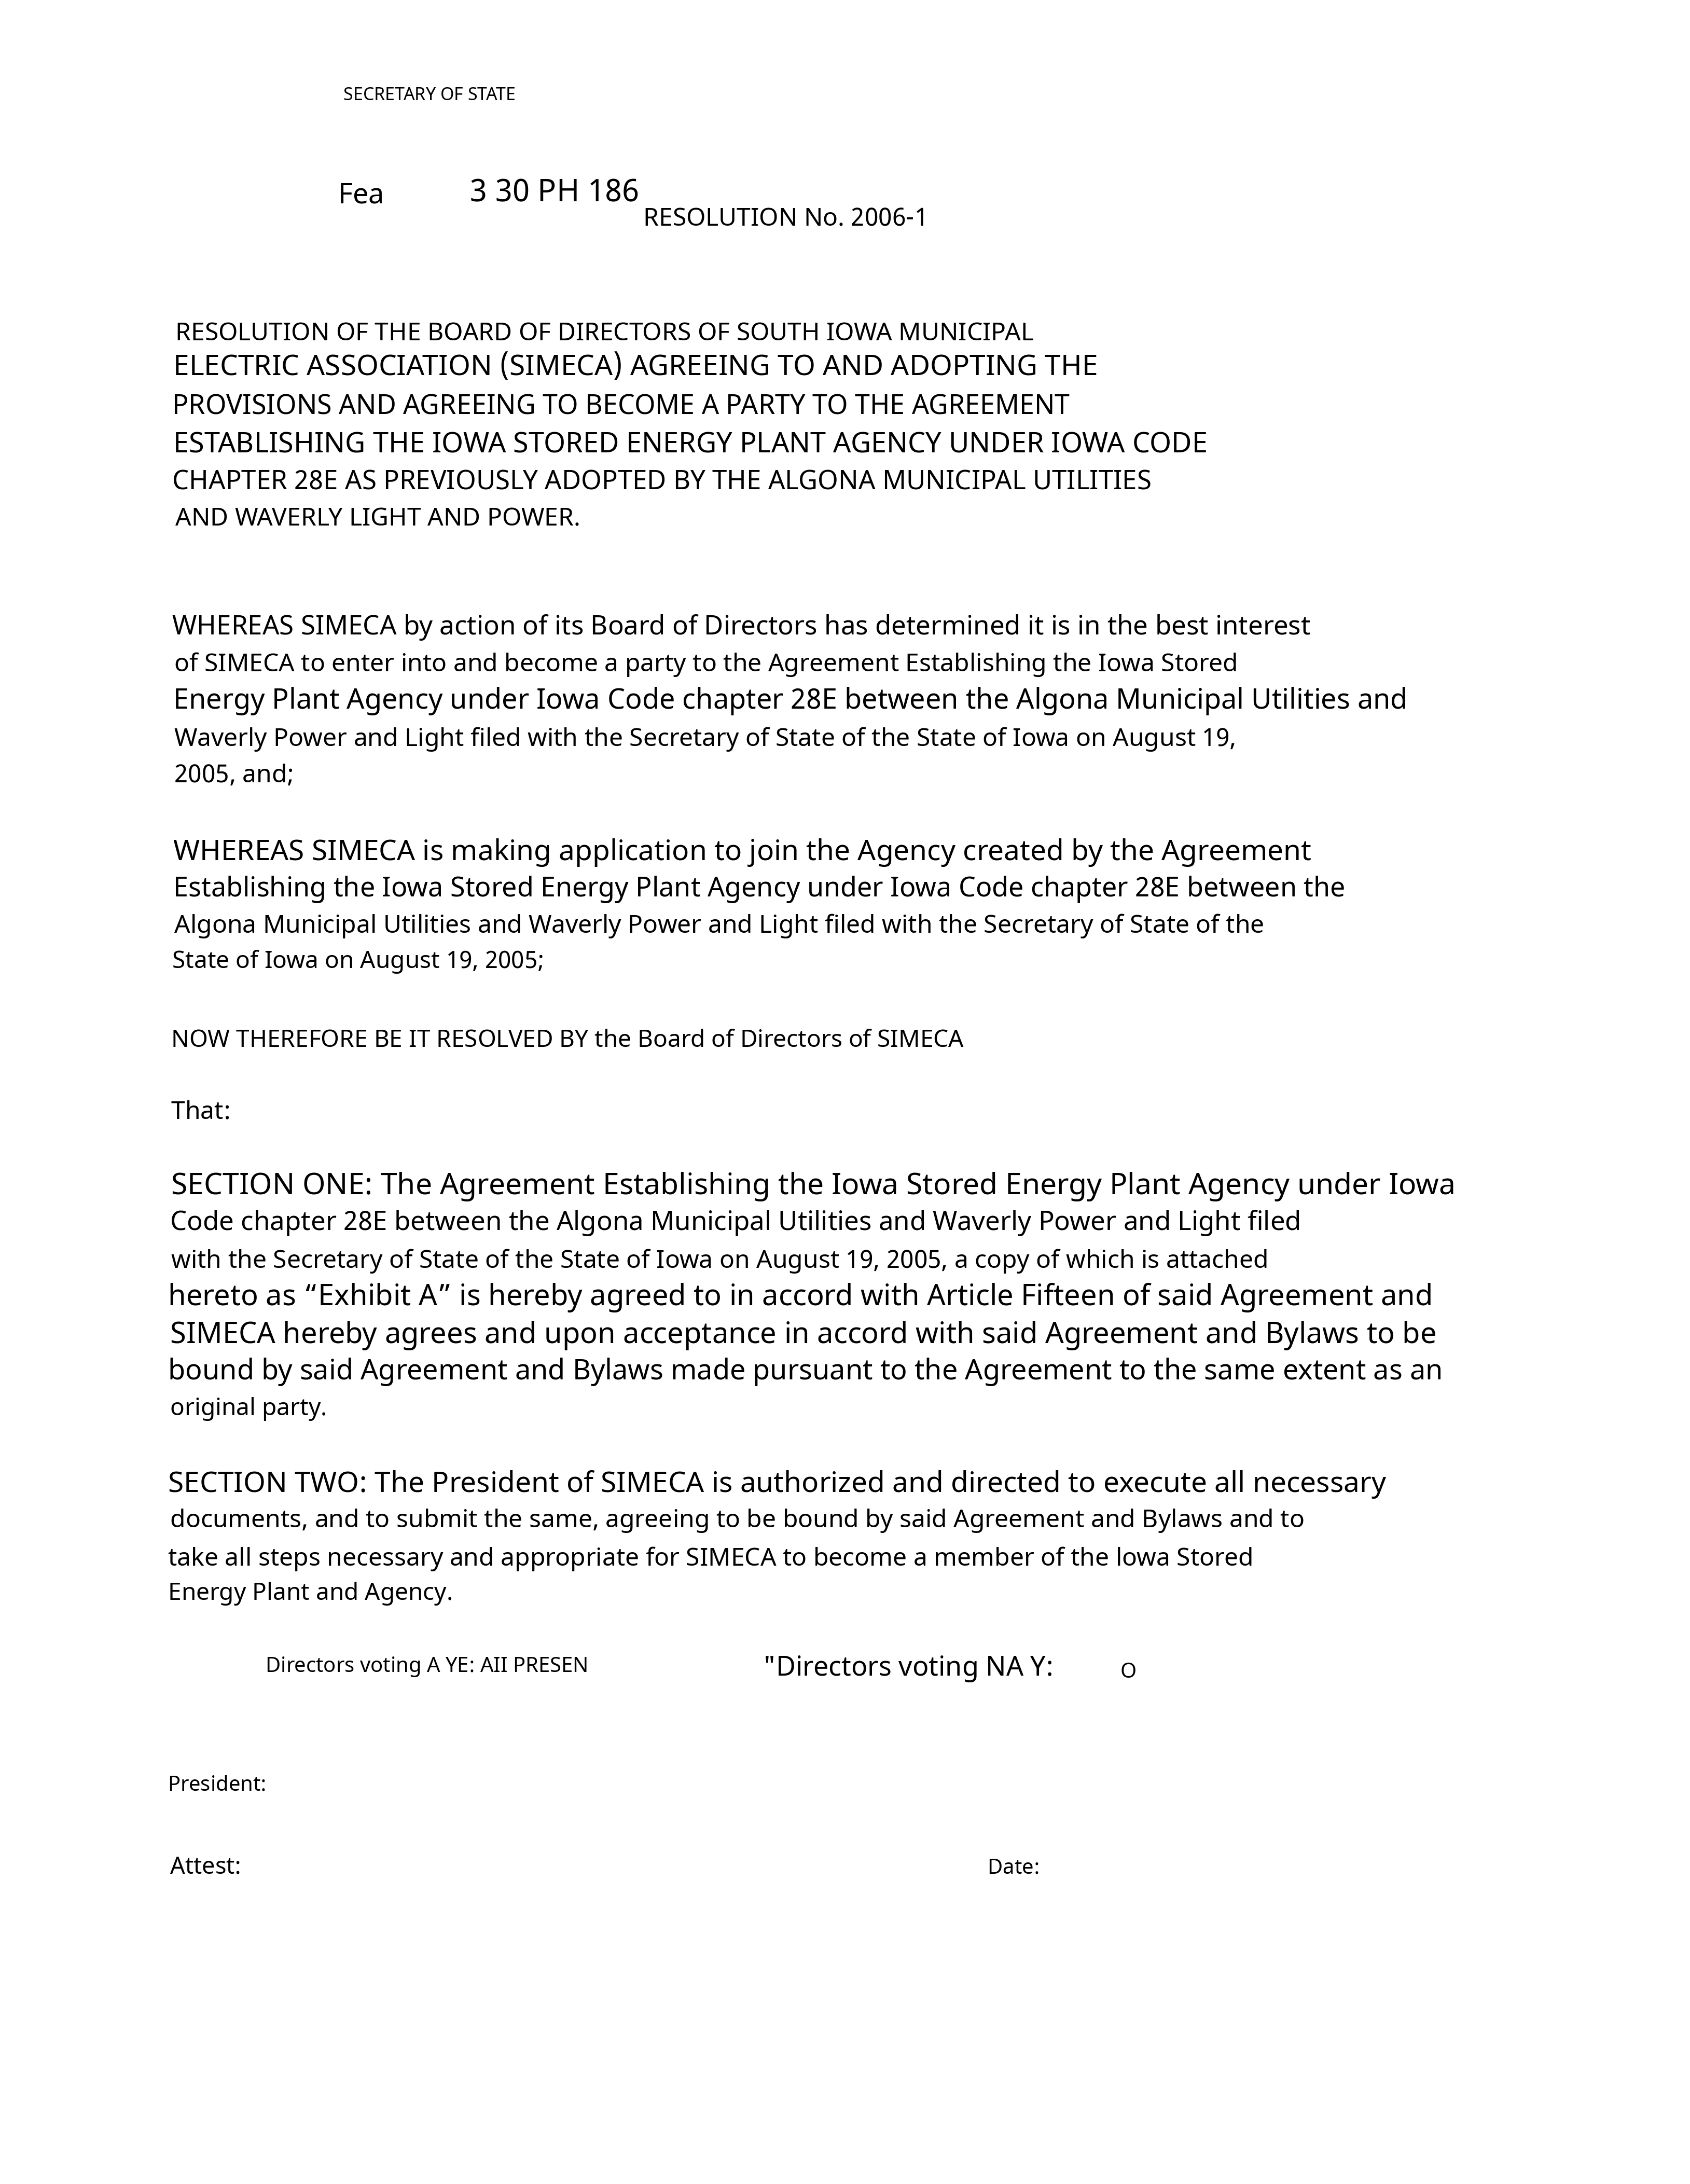 SECRETARY OF STATE
Fea 3 30 PH 186
RESOLUTION No. 2006-1
RESOLUTION OF THE BOARD OF DIRECTORS OF SOUTH IOWA MUNICIPAL
ELECTRIC ASSOCIATION (SIMECA) AGREEING TO AND ADOPTING THE
PROVISIONS AND AGREEING TO BECOME A PARTY TO THE AGREEMENT
ESTABLISHING THE IOWA STORED ENERGY PLANT AGENCY UNDER IOWA CODE
CHAPTER 28E AS PREVIOUSLY ADOPTED BY THE ALGONA MUNICIPAL UTILITIES
AND WAVERLY LIGHT AND POWER.
WHEREAS SIMECA by action of its Board of Directors has determined it is in the best interest
of SIMECA to enter into and become a party to the Agreement Establishing the Iowa Stored
Energy Plant Agency under Iowa Code chapter 28E between the Algona Municipal Utilities and
Waverly Power and Light filed with the Secretary of State of the State of Iowa on August 19,
2005, and;
WHEREAS SIMECA is making application to join the Agency created by the Agreement
Establishing the Iowa Stored Energy Plant Agency under Iowa Code chapter 28E between the
Algona Municipal Utilities and Waverly Power and Light filed with the Secretary of State of the
State of Iowa on August 19, 2005;
NOW THEREFORE BE IT RESOLVED BY the Board of Directors of SIMECA
That:
SECTION ONE: The Agreement Establishing the Iowa Stored Energy Plant Agency under Iowa
Code chapter 28E between the Algona Municipal Utilities and Waverly Power and Light filed
with the Secretary of State of the State of Iowa on August 19, 2005, a copy of which is attached
hereto as “Exhibit A” is hereby agreed to in accord with Article Fifteen of said Agreement and
SIMECA hereby agrees and upon acceptance in accord with said Agreement and Bylaws to be
bound by said Agreement and Bylaws made pursuant to the Agreement to the same extent as an
original party.
SECTION TWO: The President of SIMECA is authorized and directed to execute all necessary
documents, and to submit the same, agreeing to be bound by said Agreement and Bylaws and to
take all steps necessary and appropriate for SIMECA to become a member of the lowa Stored
Energy Plant and Agency.
Directors voting A YE: AII PRESEN "Directors voting NA Y: O
President:
Attest: Date: